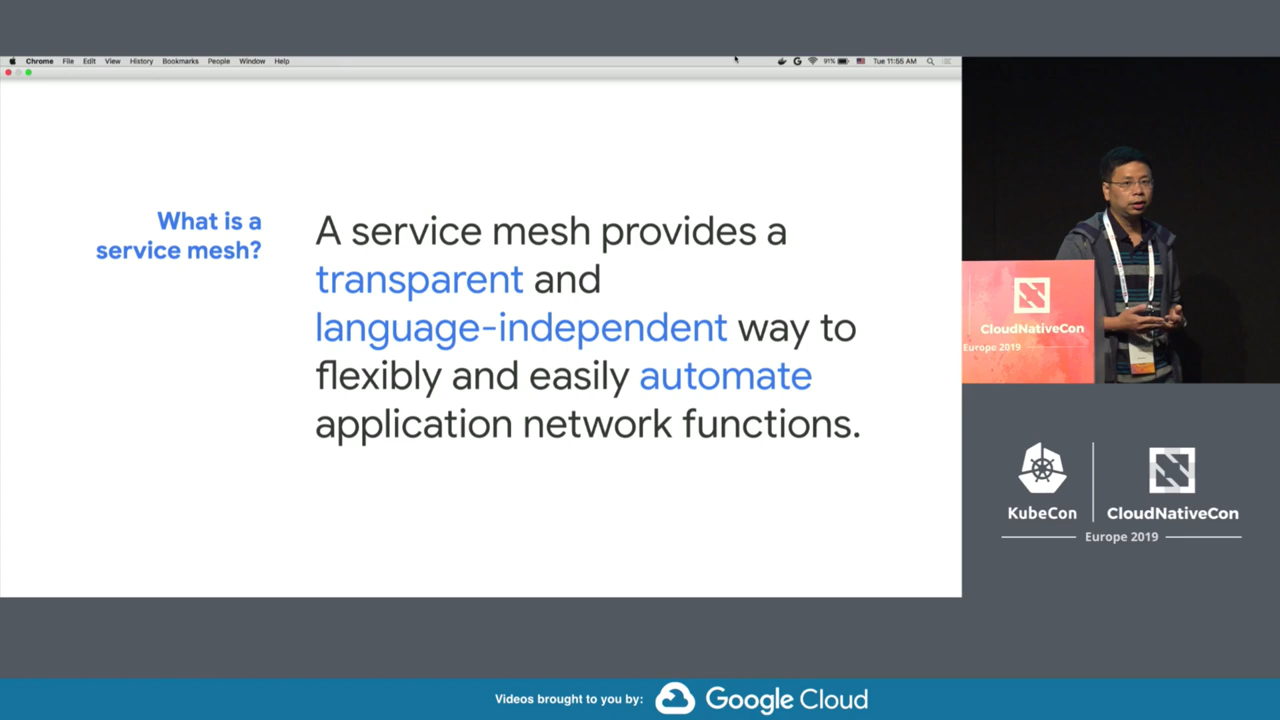 Chrome File Edit View History Bookmarks People Window Help
91% Tue 11:55 AM
What is a
service mesh?
A service mesh provides a
transparent and
language-independent way to
flexibly and easily automate
application network functions.
CloudNativeCon
Europe 2019
KubeCon
CloudNativeCon
Europe 2019
Videos brought to you by: Google Cloud